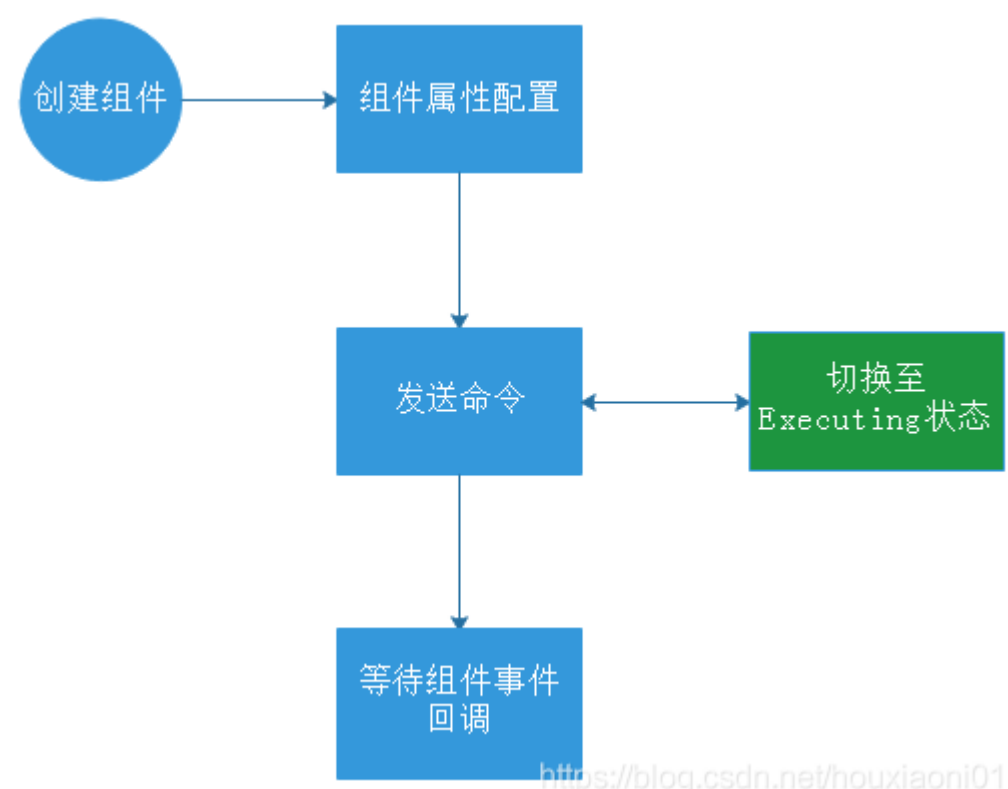 创建组件
组件属性配置
发送命令
切换至
Executing状态
等待组件事件
回调
https://blog.csdn.net/houxiaoni01